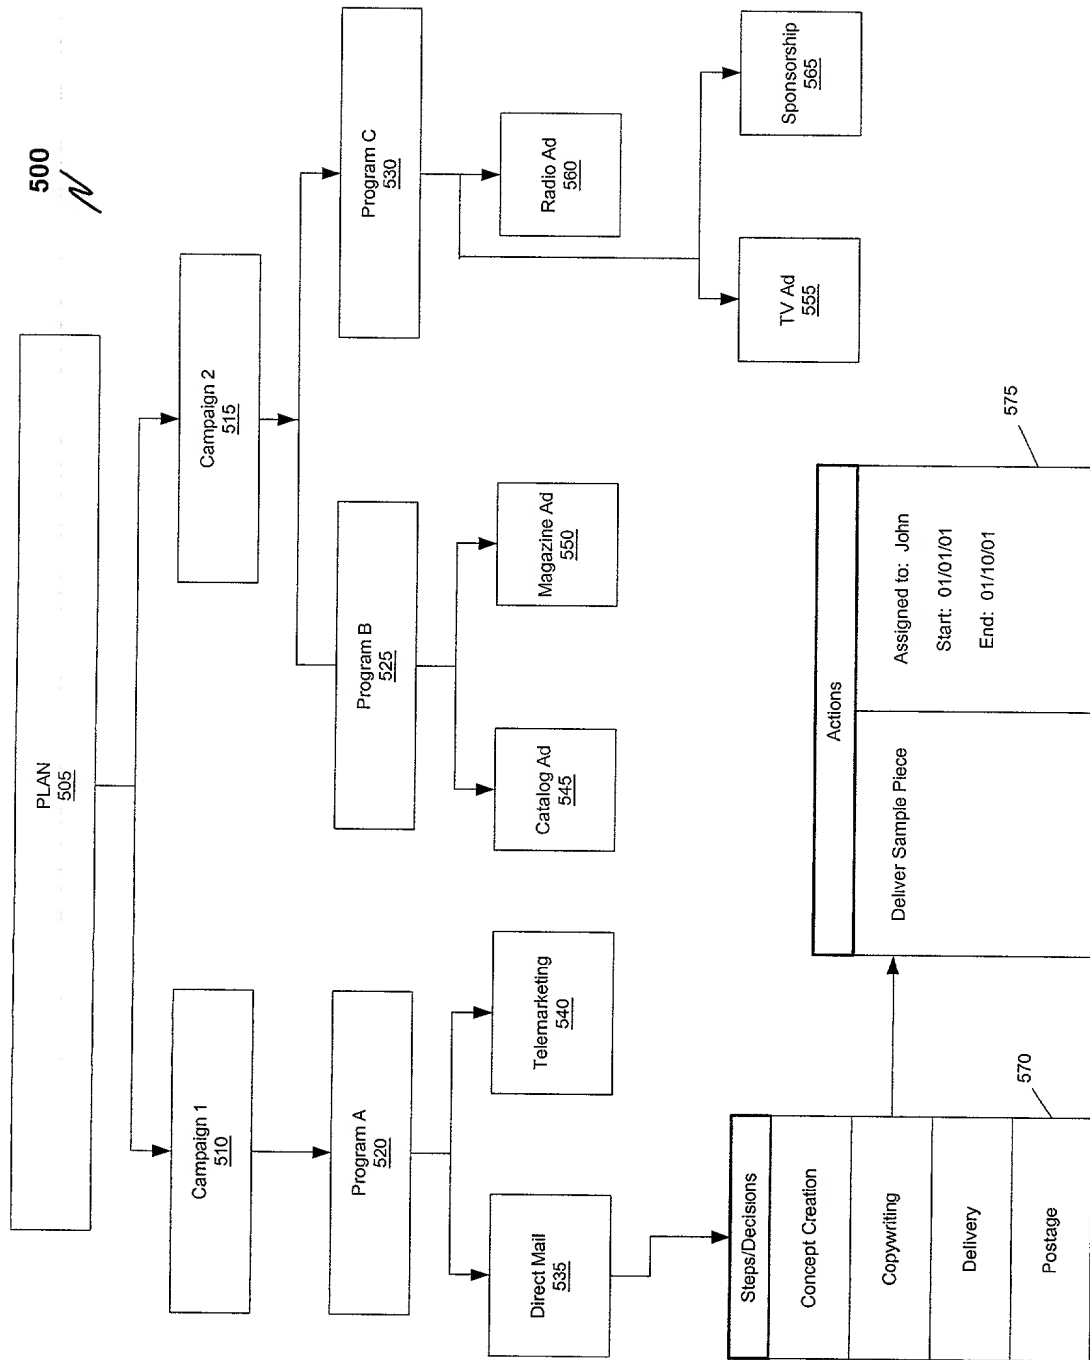 500
PLAN
505
Campaign 1
510
Campaign 2
515
Program A
520
Program B
525
Program C
530
Direct Mail
535
Telemarketing
540
Catalog Ad
545
Magazine Ad
550
Radio Ad
560
TV Ad
555
Sponsorship
565
Steps/Decisions
Concept Creation
Copywriting
Delivery
Postage
570
Actions
Deliver Sample Piece
Assigned to: John
Start: 01/01/01
End: 01/10/01
575